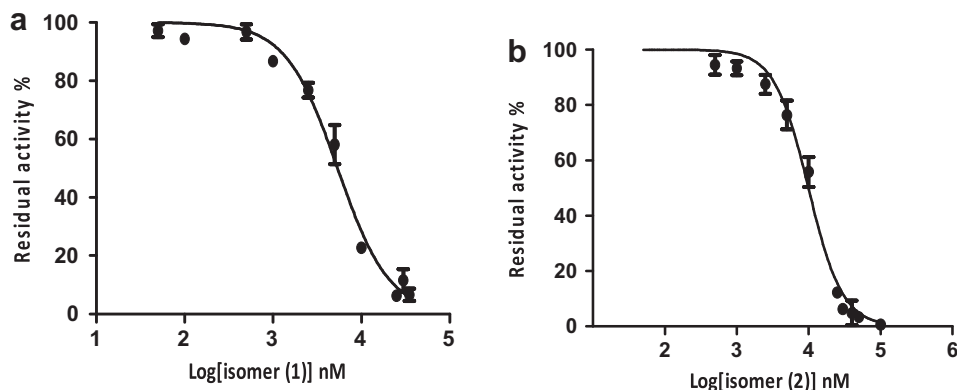 a
100
80
60
40
20
0
Residual activity %
1 2 3 4 5
Log[isomer (1)] nM
b
100
80
60
40
20
0
Residual activity %
2 3 4 5 6
Log[isomer (2)] nM